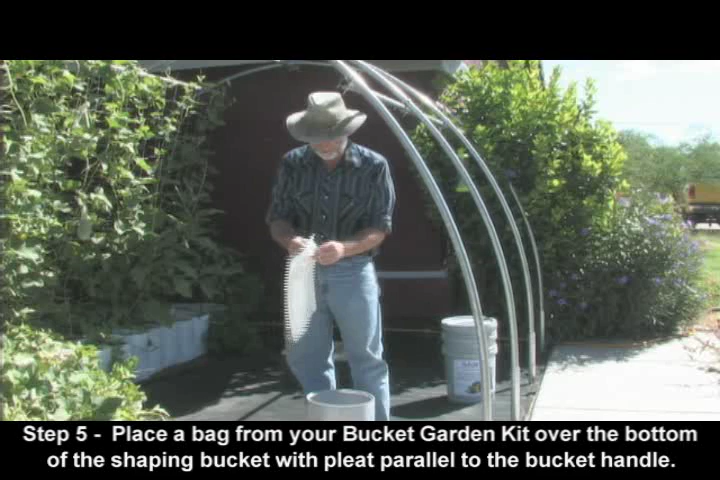 Step 5 - Place a bag from your Bucket Garden Kit over the bottom
of the shaping bucket with pleat parallel to the bucket handle.